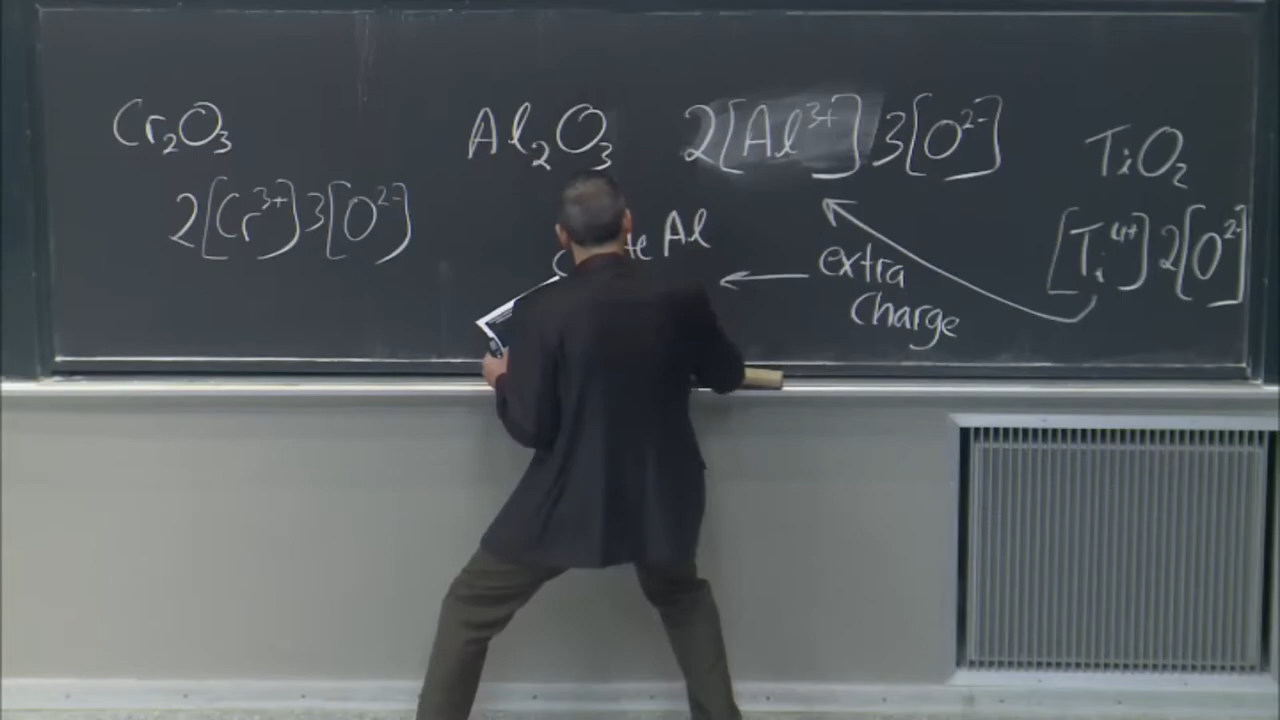 Cr₂O₃
2[Cr³⁺]3[O²⁻]
Al₂O₃
2[Al³⁺]3[O²⁻]
Al
extra
Charge
TiO₂
[Ti⁴⁺]2[O²⁻]